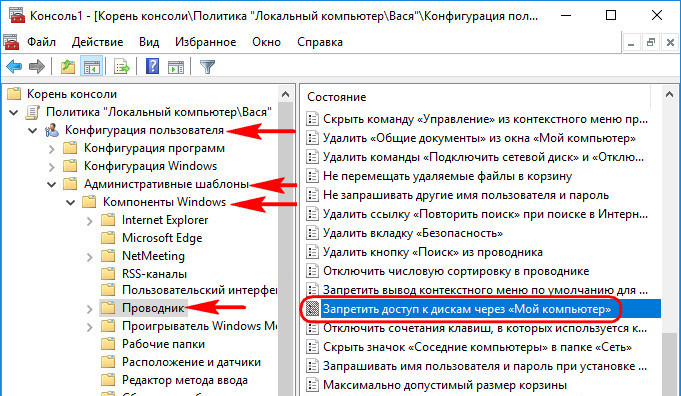 Консоль1 - [Корень консоли\Политика "Локальный компьютер\Вася"\Конфигурация пол...
Файл Действие Вид Избранное Окно Справка
Корень консоли
Политика "Локальный компьютер\Вася"
Конфигурация пользователя
Конфигурация программ
Конфигурация Windows
Административные шаблоны
Компоненты Windows
Internet Explorer
Microsoft Edge
NetMeeting
RSS-каналы
Пользовательский интерфе
Проводник
Проигрыватель Windows Me
Рабочие папки
Расположение и датчики
Редактор метода ввода
Состояние
Скрыть команду «Управление» из контекстного меню пр...
Удалить «Общие документы» из окна «Мой компьютер»
Удалить команды «Подключить сетевой диск» и «Отклю...
Не перемещать удаляемые файлы в корзину
Не запрашивать другие имя пользователя и пароль
Удалить ссылку «Повторить поиск» при поиске в Интерн...
Удалить вкладку «Безопасность»
Удалить кнопку «Поиск» из проводника
Отключить числовую сортировку в проводнике
Запретить вывод контекстного меню по умолчанию для ...
Запретить доступ к дискам через «Мой компьютер»
Отключить сочетания клавиш, в которых используется к...
Скрыть значок «Соседние компьютеры» в папке «Сеть»
Запрашивать имя пользователя и пароль при установке ...
Максимально допустимый размер корзины